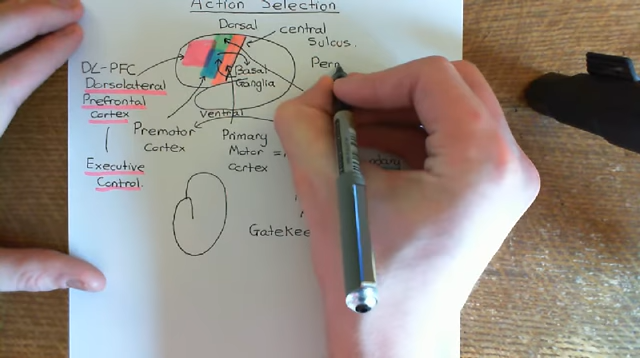 Action Selection
Dorsal
central
Sulcus.
Pern
DL-PFC
Dorsolateral
Prefrontal
cortex
Basal
Ganglia
Ventral
Premotor
cortex
Primary
Motor
cortex
Executive
Control.
Gatekee